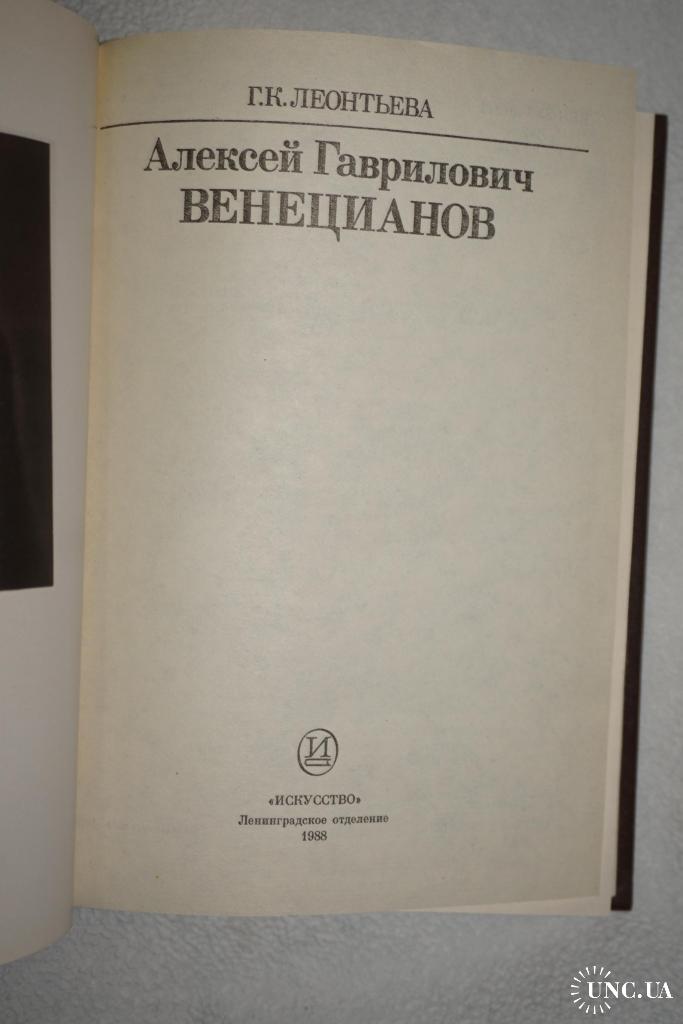 Г.К. ЛЕОНТЬЕВА
Алексей Гаврилович
ВЕНЕЦИАНОВ
И
«ИСКУССТВО»
Ленинградское отделение
1988
UNC.UA